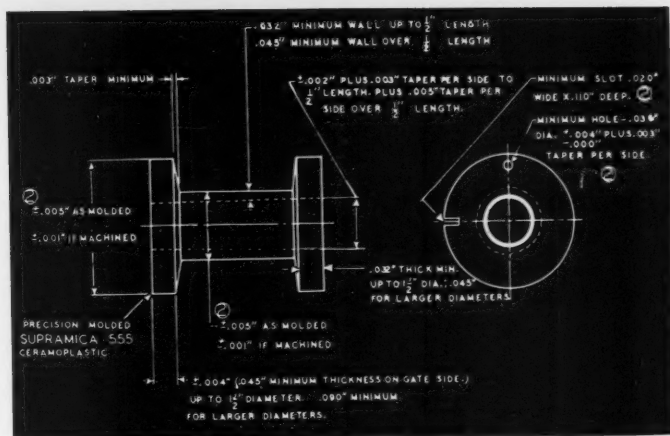 .032" MINIMUM WALL UP TO 1/2" LENGTH
.045" MINIMUM WALL OVER 1/2" LENGTH
.003" TAPER MINIMUM
±.002" PLUS .003" TAPER PER SIDE TO
1/2" LENGTH. PLUS .005" TAPER PER
SIDE OVER 1/2" LENGTH.
MINIMUM SLOT .020"
WIDE X .110" DEEP. 2
MINIMUM HOLE-.036"
DIA. +.004" PLUS .003"
-.000"
TAPER PER SIDE
2
2
±.005" AS MOLDED
±.001" IF MACHINED
.032" THICK MIN.
UP TO 1 1/2" DIA.; .045"
FOR LARGER DIAMETERS
2
±.005" AS MOLDED
±.001" IF MACHINED
PRECISION MOLDED
SUPRAMICA 555
CERAMOPLASTIC
±.004" (.045" MINIMUM THICKNESS ON GATE SIDE.)
UP TO 1 1/2" DIAMETER. .090" MINIMUM
FOR LARGER DIAMETERS.